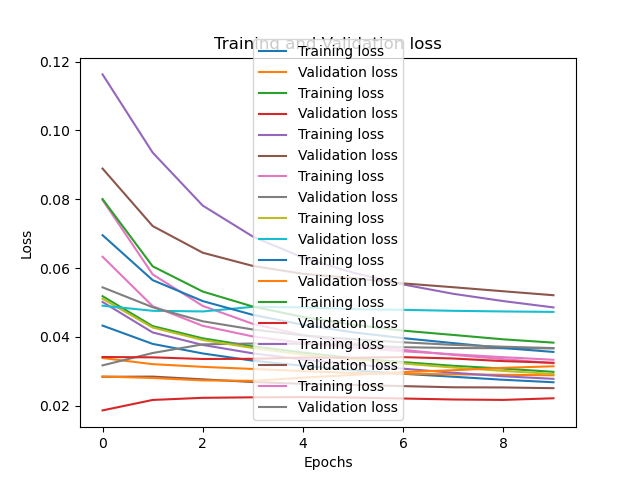 Training and Validation loss
Training loss
Validation loss
Training loss
Validation loss
Training loss
Validation loss
Training loss
Validation loss
Training loss
Validation loss
Training loss
Validation loss
Training loss
Validation loss
Training loss
Validation loss
Training loss
Validation loss
0.12
0.10
0.08
0.06
0.04
0.02
Loss
0 2 4 6 8
Epochs